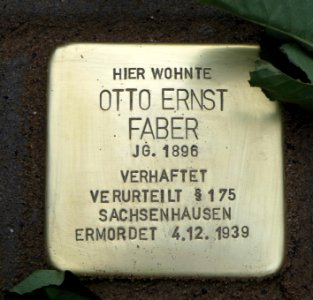 HIER WOHNTE
OTTO ERNST
FABER
JG. 1896
VERHAFTET
VERURTEILT § 175
SACHSENHAUSEN
ERMORDET 4.12. 1939